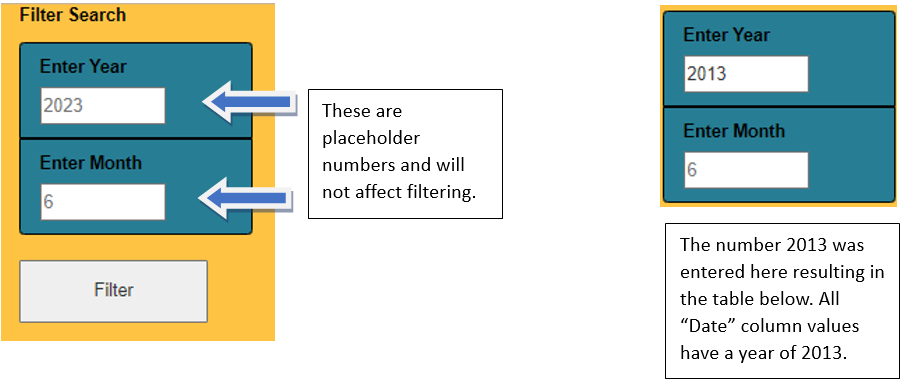 Filter Search
Enter Year
2023
Enter Month
6
Filter
These are
placeholder
numbers and will
not affect filtering.
Enter Year
2013
Enter Month
6
The number 2013 was
entered here resulting in
the table below. All
“Date” column values
have a year of 2013.